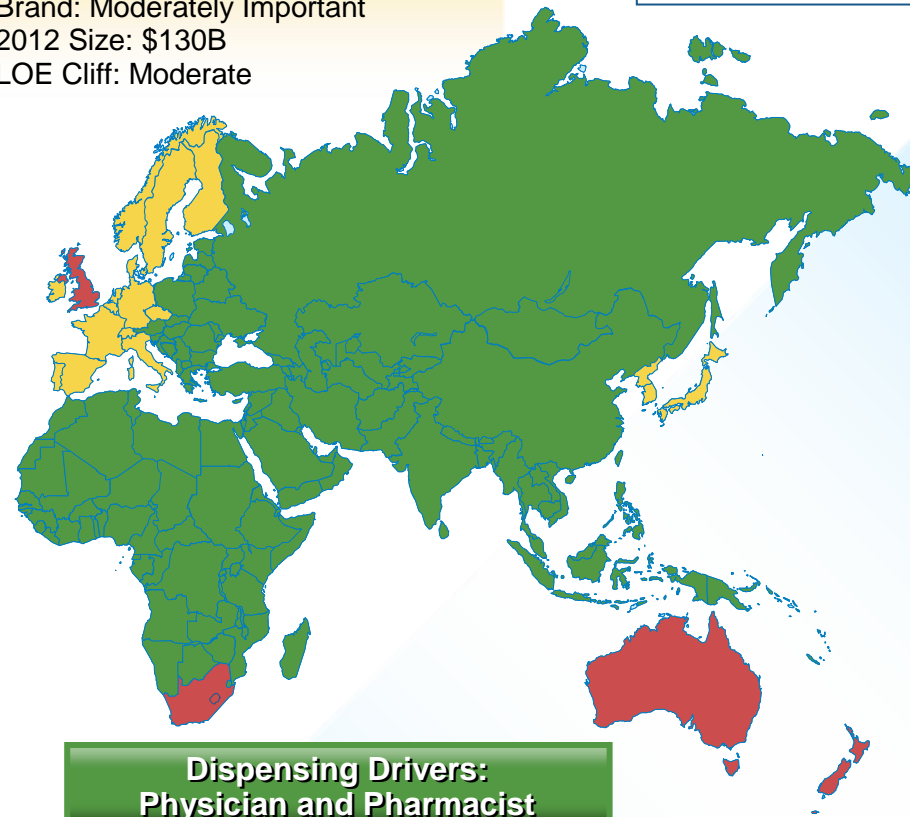 Brand: Moderately Important
2012 Size: $130B
LOE Cliff: Moderate
Dispensing Drivers:
Physician and Pharmacist